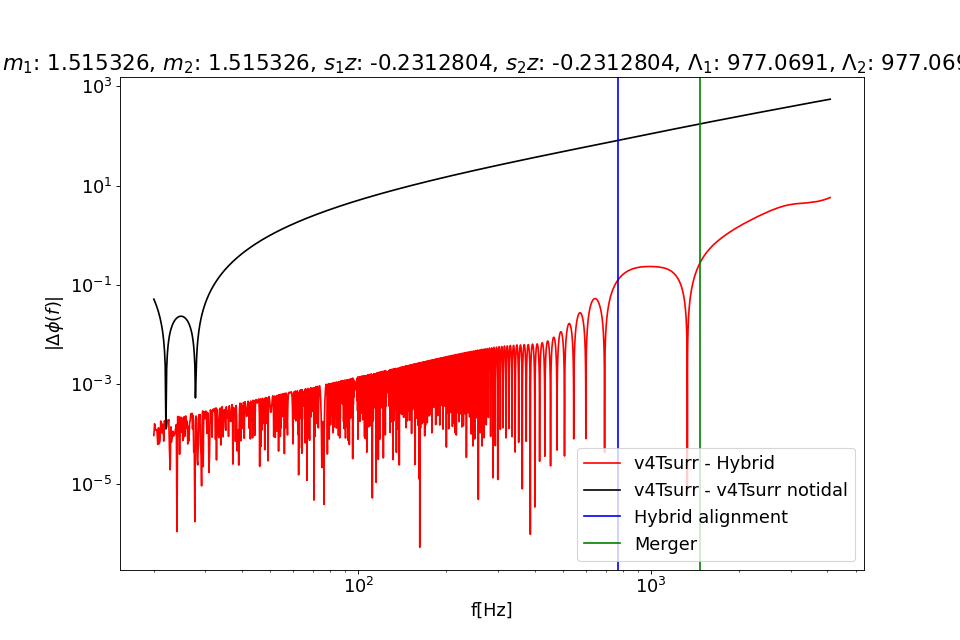 m₁: 1.515326, m₂: 1.515326, s₁z: -0.2312804, s₂z: -0.2312804, Λ₁: 977.0691, Λ₂: 977.069
10³
10¹
10⁻¹
10⁻³
10⁻⁵
|Δϕ(f)|
v4Tsurr - Hybrid
v4Tsurr - v4Tsurr notidal
Hybrid alignment
Merger
10²
10³
f[Hz]